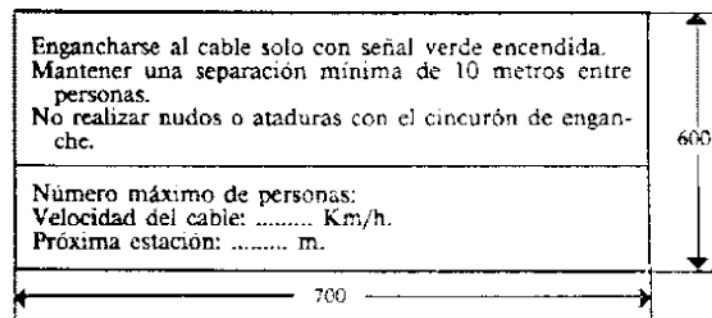 Engancharse al cable solo con señal verde encendida.
Mantener una separación mínima de 10 metros entre
personas.
No realizar nudos o ataduras con el cincurón de engan-
che.
600
Número máximo de personas:
Velocidad del cable: ......... Km/h.
Próxima estación: ......... m.
700